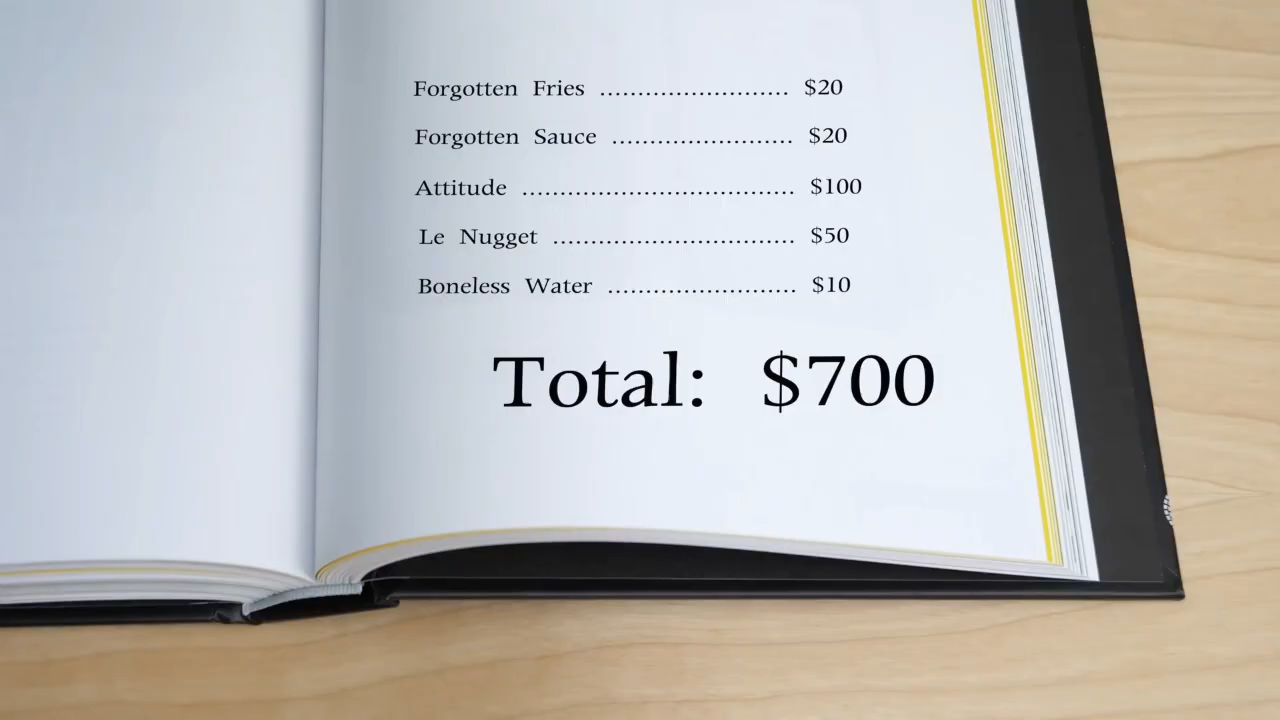 Forgotten Fries ......................... $20
Forgotten Sauce ........................ $20
Attitude .................................... $100
Le Nugget ................................ $50
Boneless Water ......................... $10
Total: $700